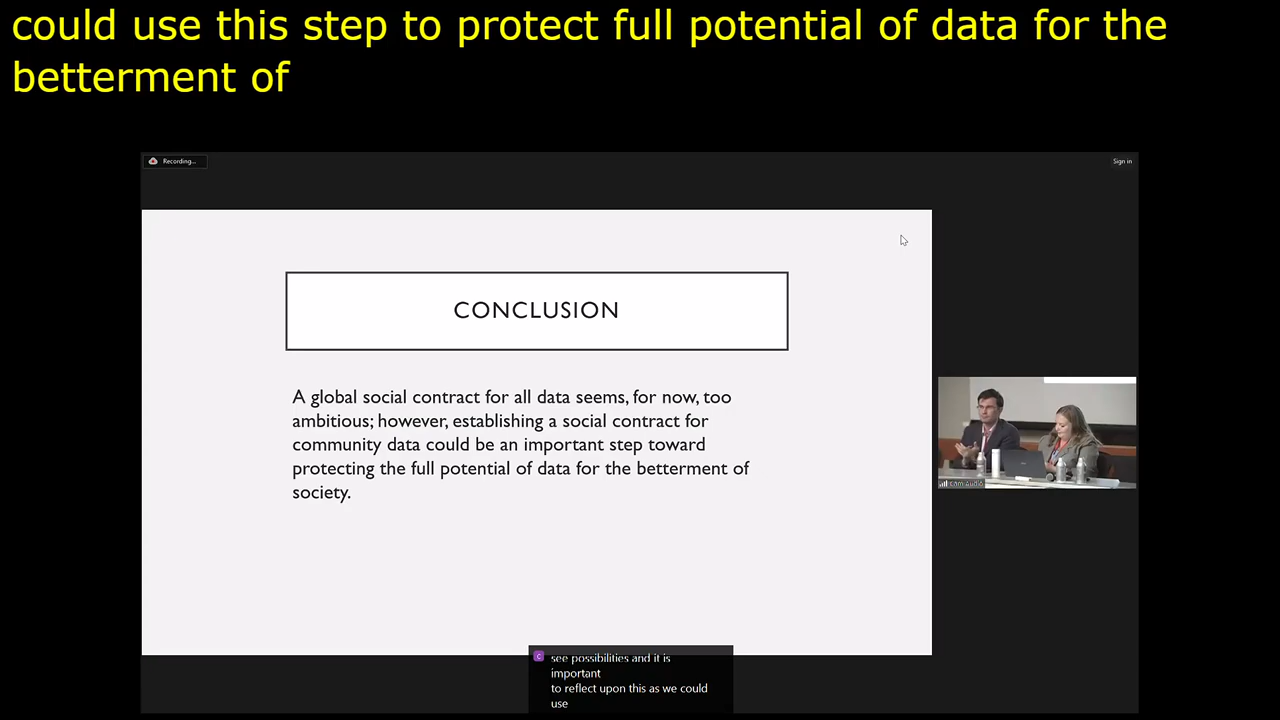 could use this step to protect full potential of data for the
betterment of
Recording...
Sign in
CONCLUSION
A global social contract for all data seems, for now, too
ambitious; however, establishing a social contract for
community data could be an important step toward
protecting the full potential of data for the betterment of
society.
Cam Audio
C
see possibilities and it is
important
to reflect upon this as we could
use